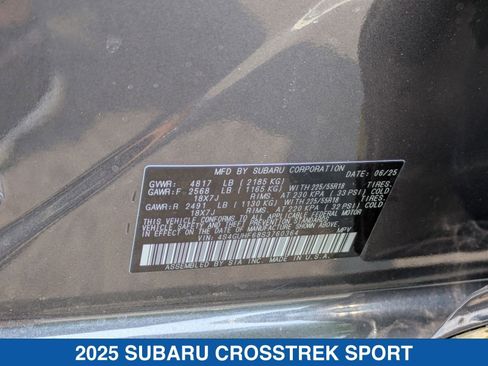 MFD BY SUBARU CORPORATION
DATE 06/25
GVWR: 4817 LB (2185 KG)
GAWR:F 2568 LB (1165 KG) WITH 225/55R18 TIRES,
18X7J RIMS, AT 230 KPA (33 PSI) COLD
GAWR:R 2491 LB (1130 KG) WITH 225/55R18 TIRES,
18X7J RIMS, AT 220 KPA (32 PSI) COLD
THIS VEHICLE CONFORMS TO ALL APPLICABLE FEDERAL MOTOR
VEHICLE SAFETY STANDARDS IN EFFECT ON THE DATE OF
MANUFACTURE SHOWN ABOVE.
VIN: MPV
ASSEMBLED BY SIA INC. MADE IN U.S.A.
2025 SUBARU CROSSTREK SPORT